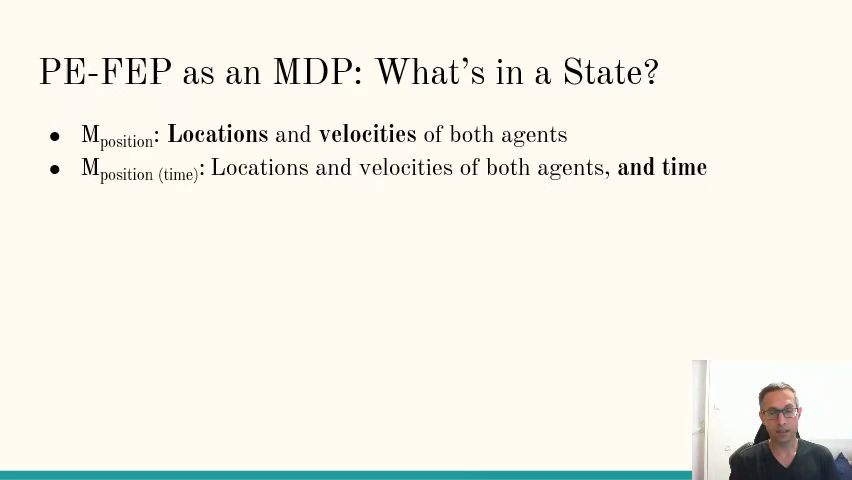 PE-FEP as an MDP: What's in a State?
● Mposition: Locations and velocities of both agents
● Mposition (time): Locations and velocities of both agents, and time